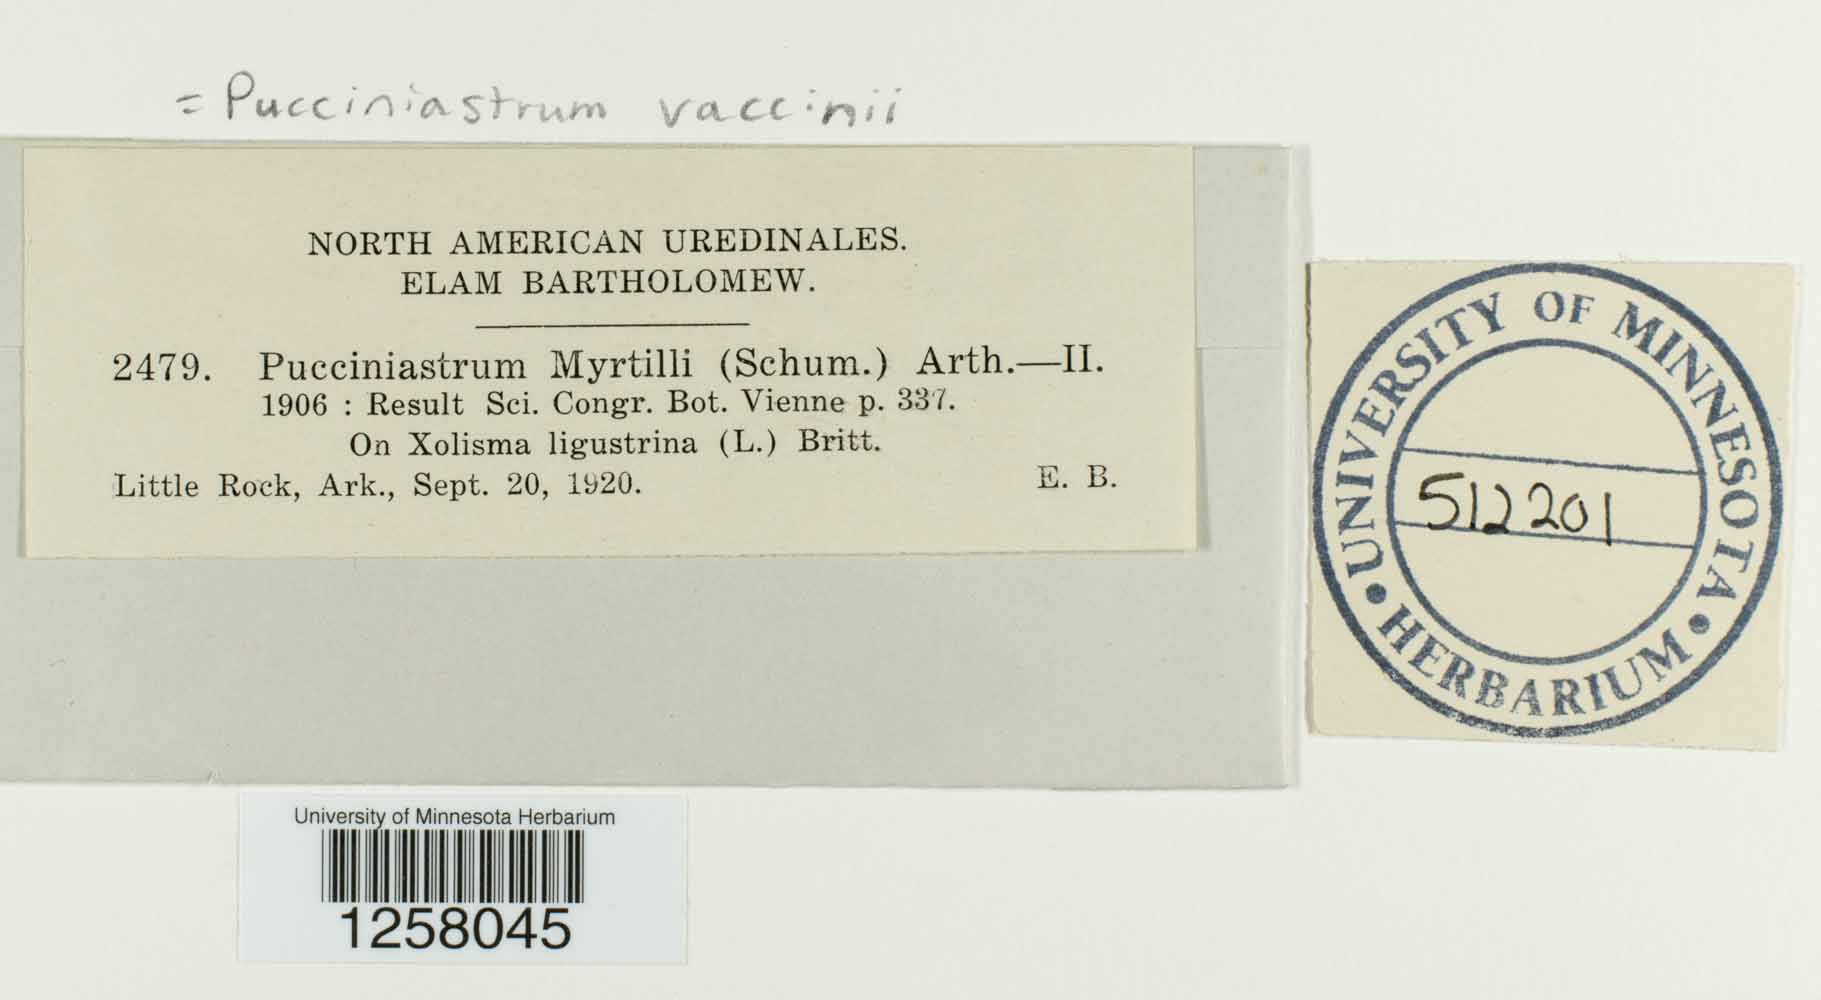 = Pucciniastrum vaccinii
NORTH AMERICAN UREDINALES.
ELAM BARTHOLOMEW.
2479. Pucciniastrum Myrtilli (Schum.) Arth.—II.
1906 : Result Sci. Congr. Bot. Vienne p. 337.
On Xolisma ligustrina (L.) Britt.
Little Rock, Ark., Sept. 20, 1920. E. B.
UNIVERSITY OF MINNESOTA
• HERBARIUM •
512201
University of Minnesota Herbarium
1258045